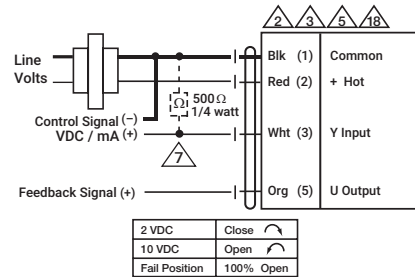 2 3 5 18
Line Volts
Blk (1) Common
Red (2) + Hot
Ω 500 Ω
1/4 watt
Control Signal (–)
VDC / mA (+)
Wht (3) Y Input
7
Feedback Signal (+)
Org (5) U Output
2 VDC Close
10 VDC Open
Fail Position 100% Open